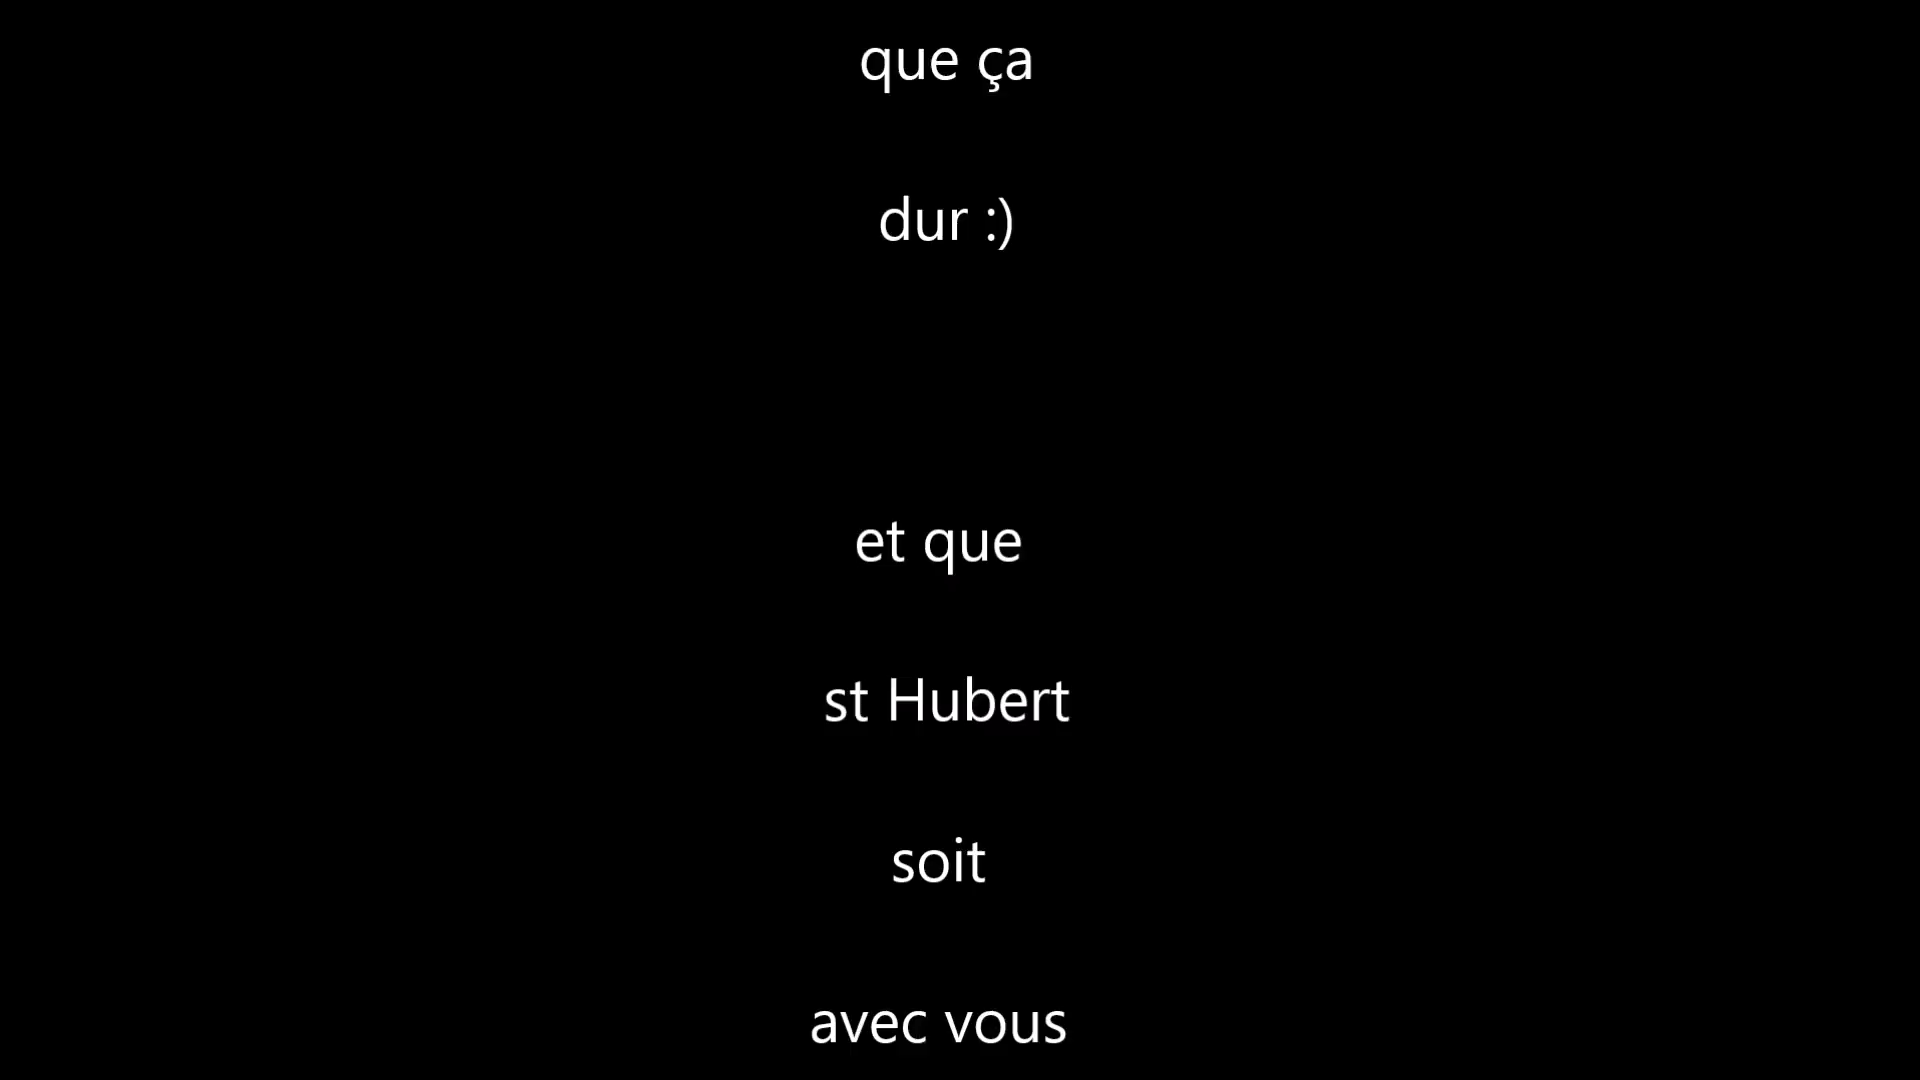 que ça
dur :)
et que
st Hubert
soit
avec vous